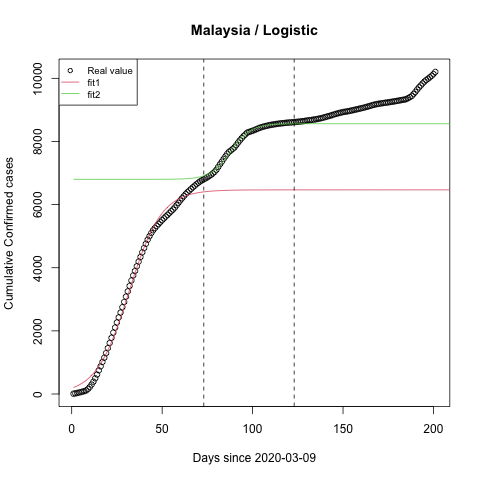 Malaysia / Logistic
Real value
fit1
fit2
Cumulative Confirmed cases
10000
8000
6000
4000
2000
0
0 50 100 150 200
Days since 2020-03-09